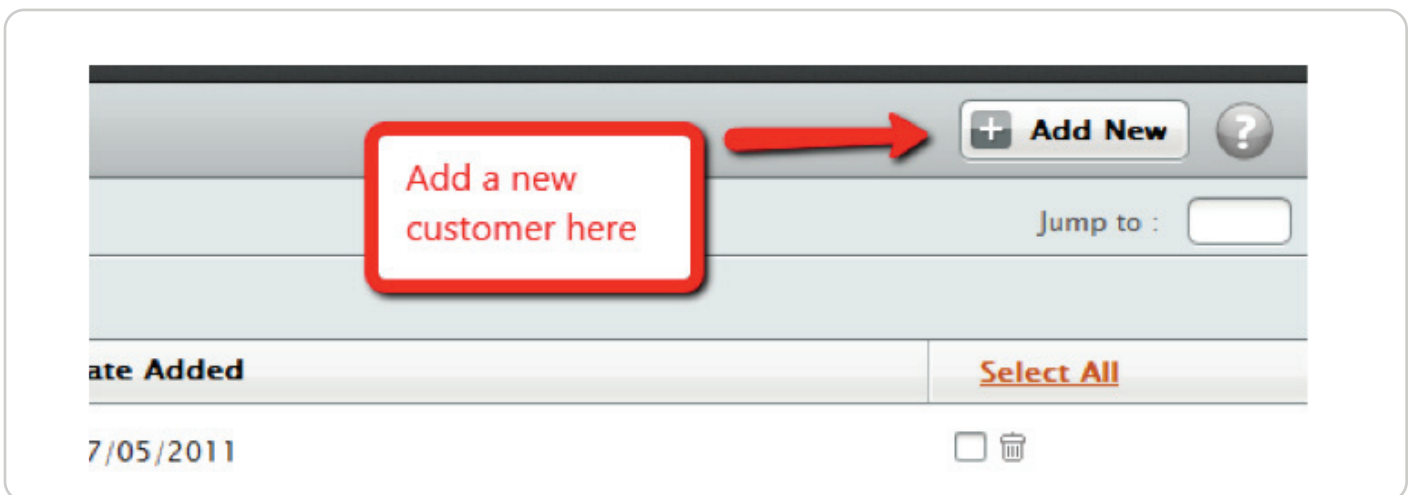 Add New
?
Add a new
customer here
Jump to :
ate Added
Select All
7/05/2011